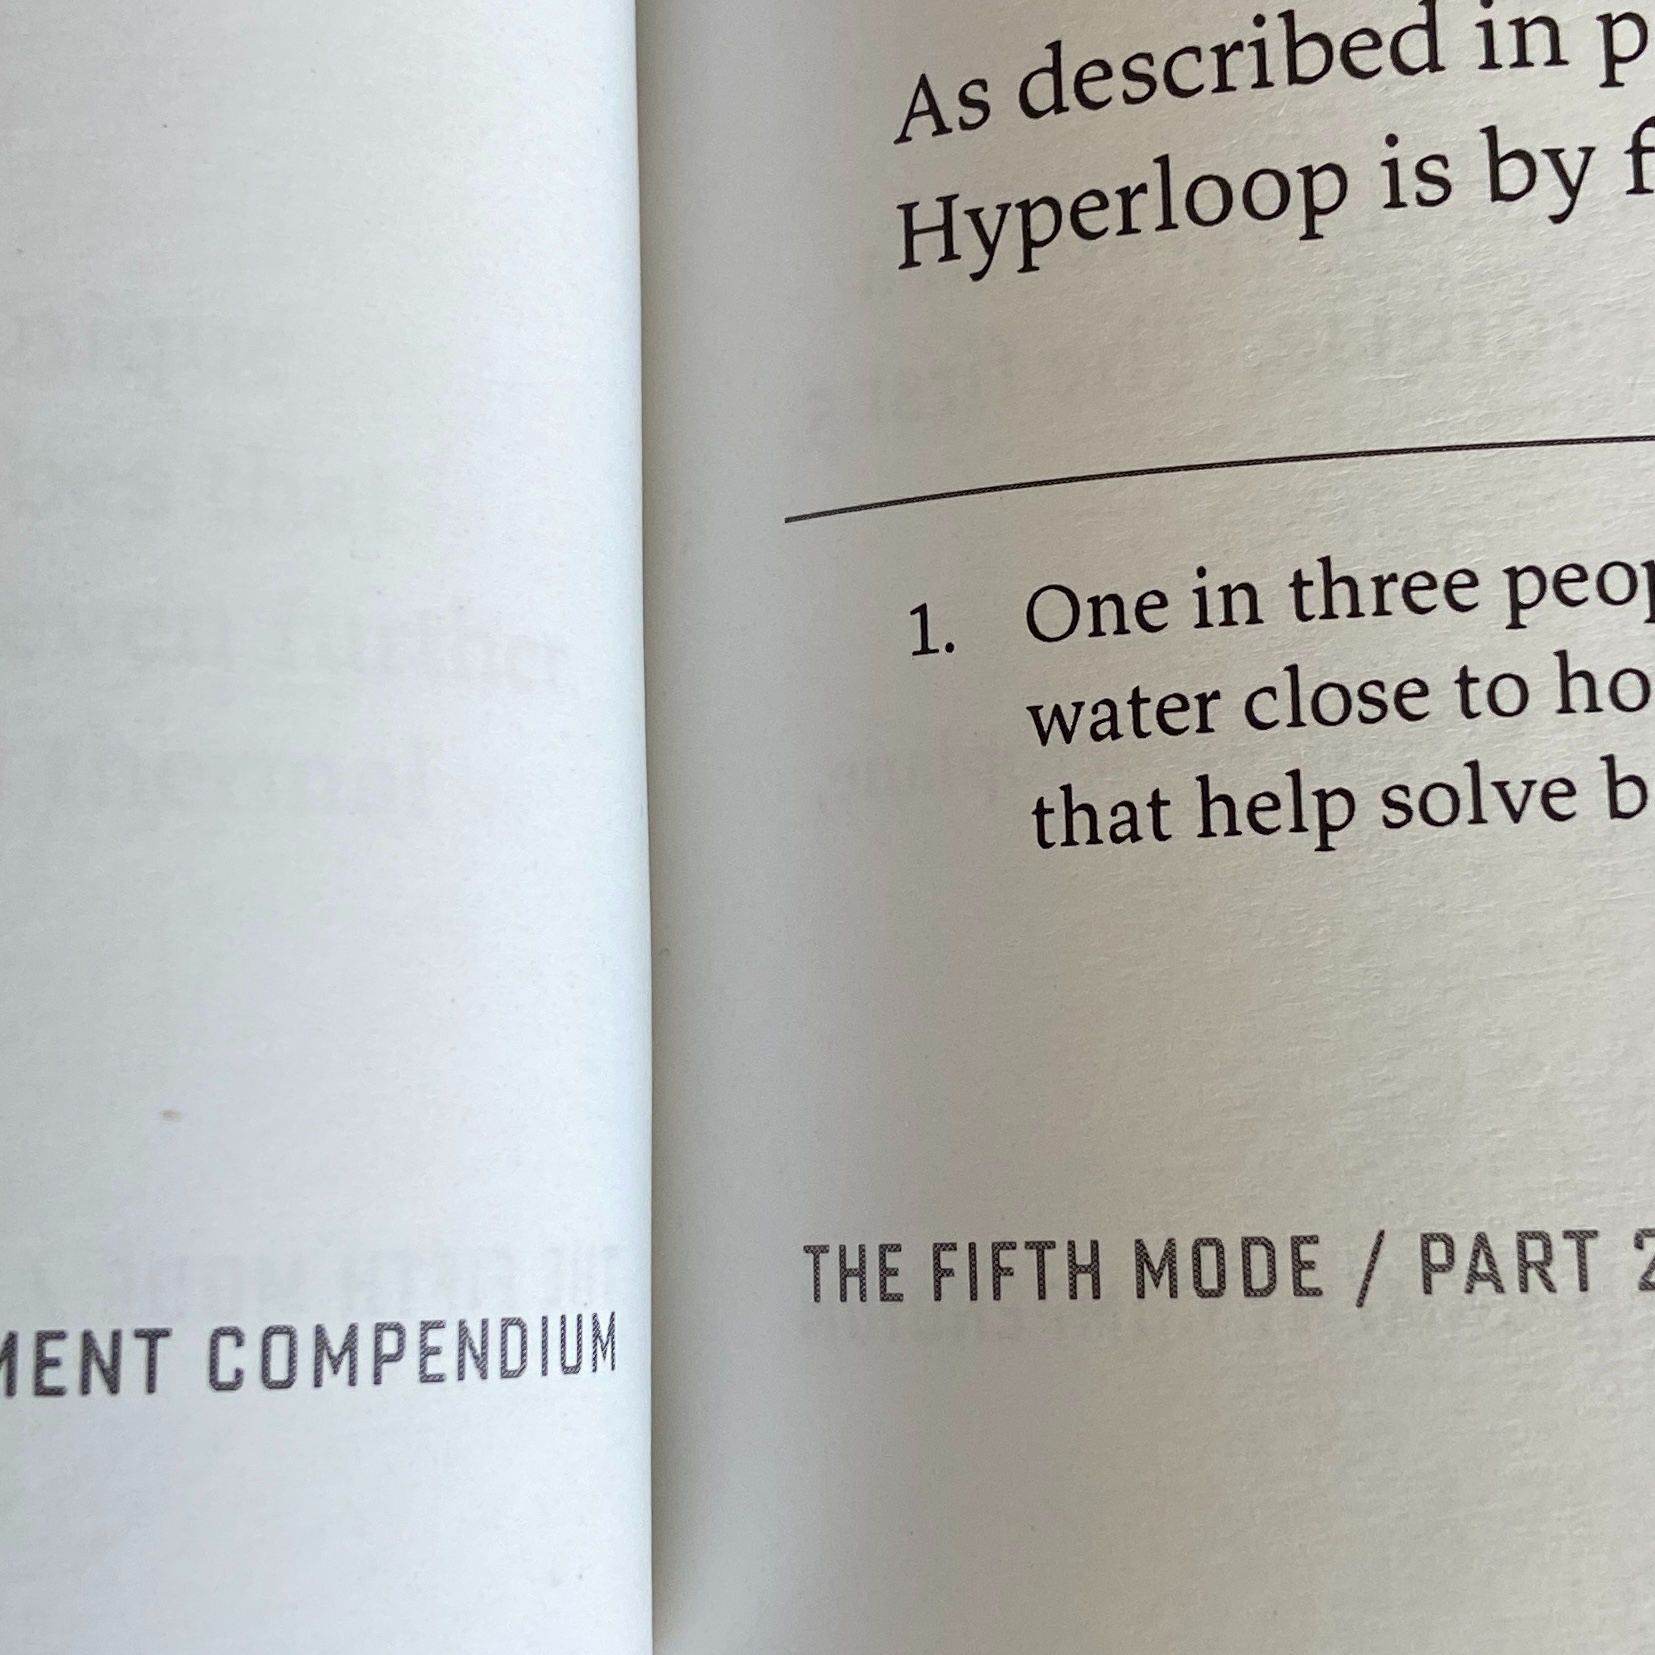 As described in p
Hyperloop is by f
1. One in three peop
water close to ho
that help solve b
MENT COMPENDIUM
THE FIFTH MODE / PART 2